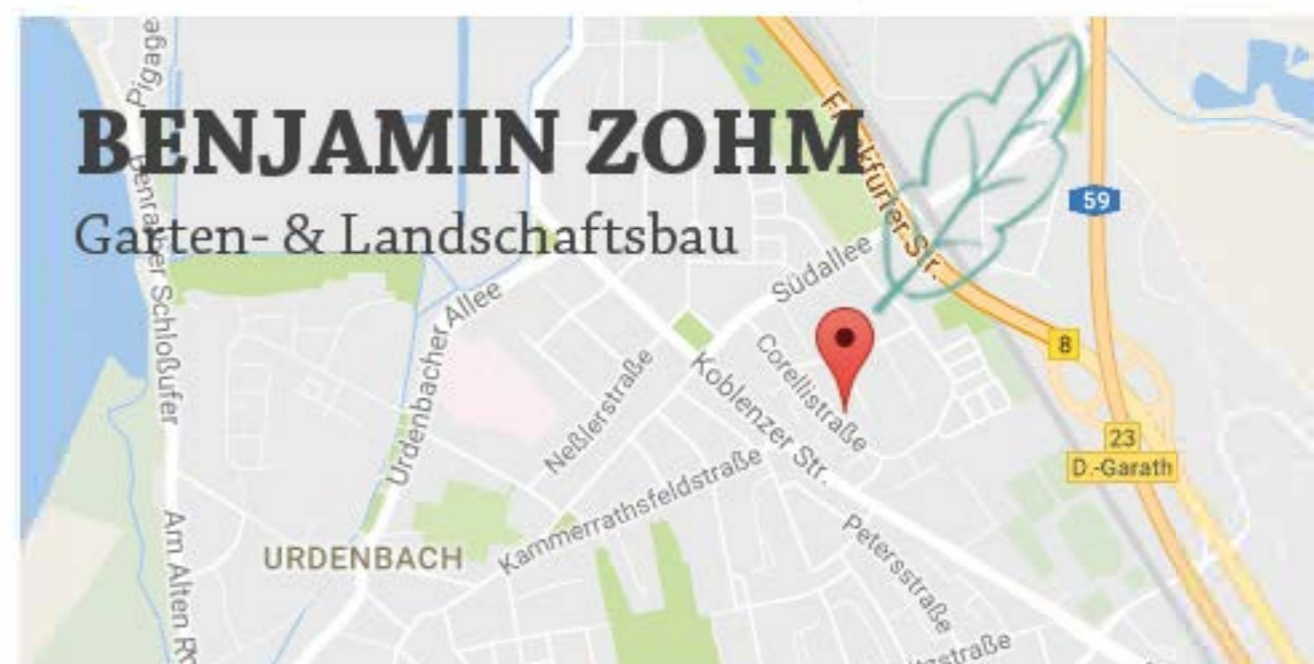 Pigage
BENJAMIN ZOHM
Garten- & Landschaftsbau
Benrather Schloßufer
Frankfurter Str.
59
Südallee
Urdenbacher Allee
8
Corellistraße
Neßlerstraße
Koblenzer Str.
23
D.-Garath
Kammerrathsfeldstraße
URDENBACH
Am Alten
Petersstraße